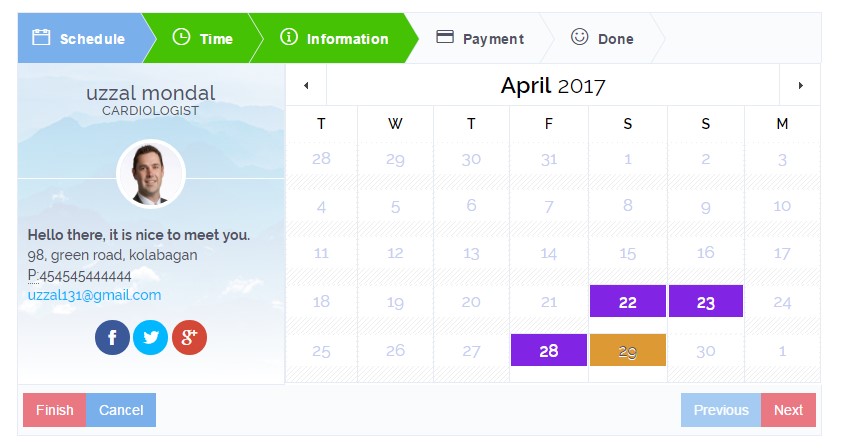 Schedule Time Information Payment Done
uzzal mondal
CARDIOLOGIST
Hello there, it is nice to meet you.
98, green road, kolabagan
P:454545444444
uzzal131@gmail.com
f g+
April 2017
T W T F S S M
28 29 30 31 1 2 3
4 5 6 7 8 9 10
11 12 13 14 15 16 17
18 19 20 21 22 23 24
25 26 27 28 29 30 1
Finish Cancel Previous Next